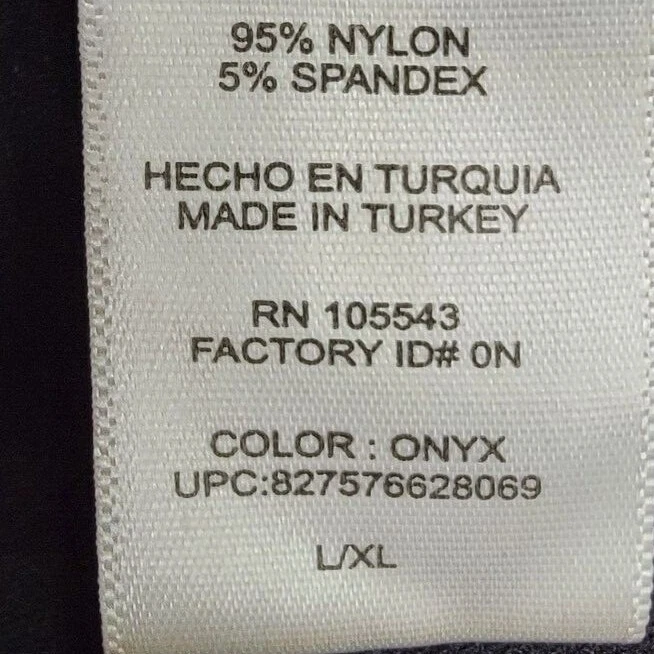 95% NYLON
5% SPANDEX
HECHO EN TURQUIA
MADE IN TURKEY
RN 105543
FACTORY ID# 0N
COLOR : ONYX
UPC:827576628069
L/XL